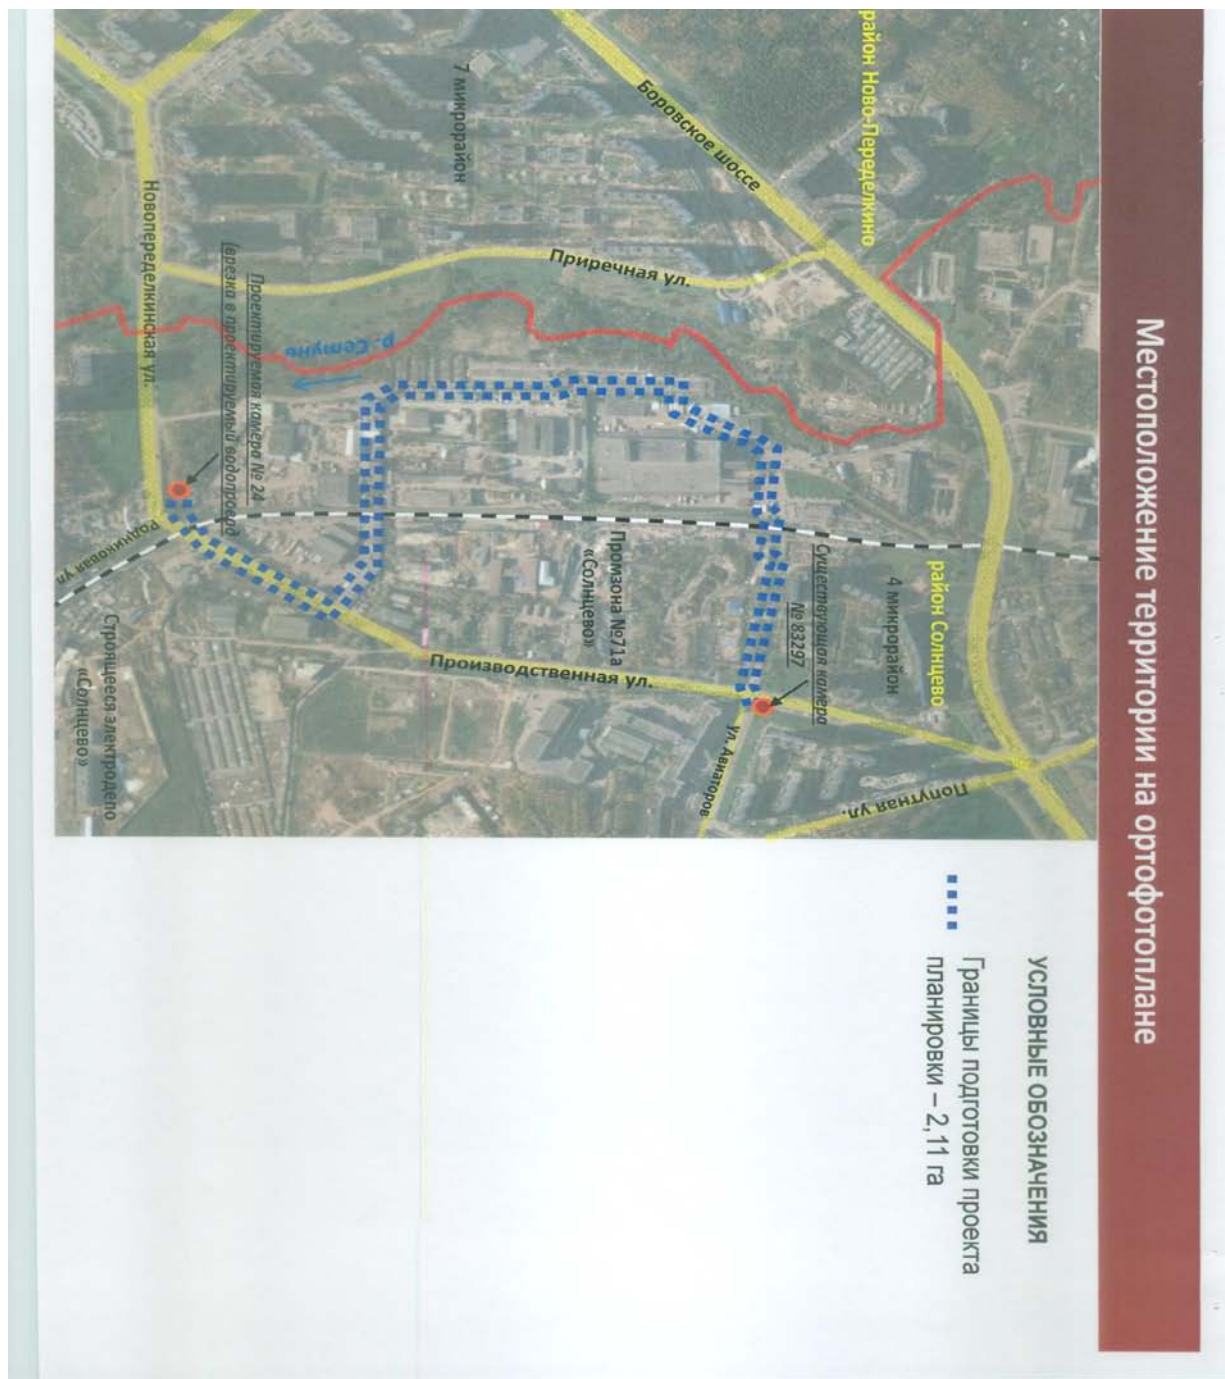 Местоположение территории на ортофотоплане
район Ново-Переделкино
Боровское шоссе
7 микрорайон
Приречная ул.
Новопеределкинская ул.
р. Сетунь
Проектируемая камера № 24
(врезка в проектируемый водопровод)
Родниковая ул
Строящееся электродепо
«Солнцево»
Промзона №71а
«Солнцево»
Производственная ул.
Существующая камера
№ 83297
район Солнцево
4 микрорайон
ул. Авиаторов
Попутная ул.
УСЛОВНЫЕ ОБОЗНАЧЕНИЯ
Границы подготовки проекта
планировки – 2,11 га